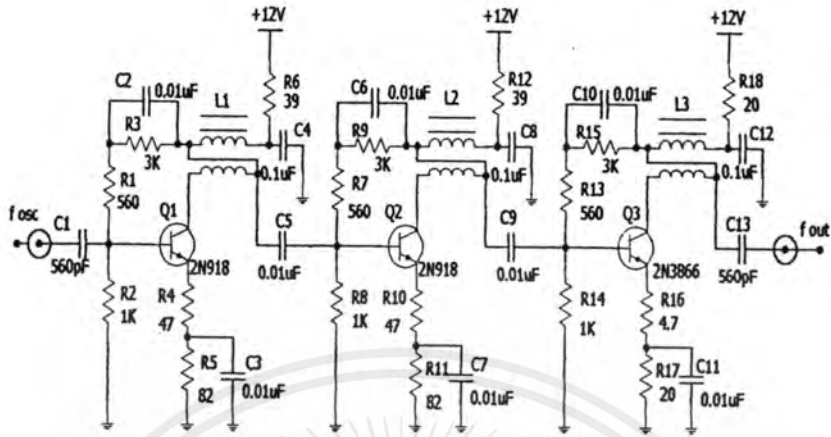 +12V
+12V
+12V
C2
0.01uF
R6
39
L1
C6
0.01uF
R12
39
L2
C10
0.01uF
R18
20
L3
R3
3K
C4
0.1uF
R9
3K
C8
0.1uF
R15
3K
C12
0.1uF
R1
560
R7
560
R13
560
f osc
C1
560pF
Q1
2N918
C5
0.01uF
Q2
2N918
C9
0.01uF
Q3
2N3866
C13
560pF
f out
R2
1K
R4
47
R8
1K
R10
47
R14
1K
R16
4.7
R5
82
C3
0.01uF
R11
82
C7
0.01uF
R17
20
C11
0.01uF